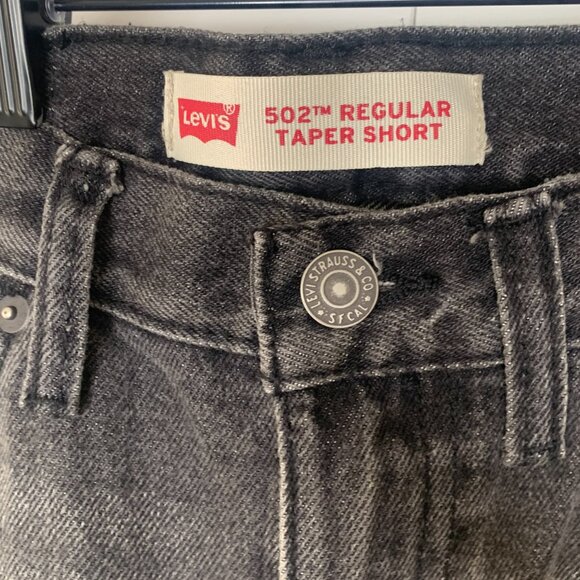 LEVI'S®
502™ REGULAR
TAPER SHORT
LEVI STRAUSS & CO
S.F. CAL